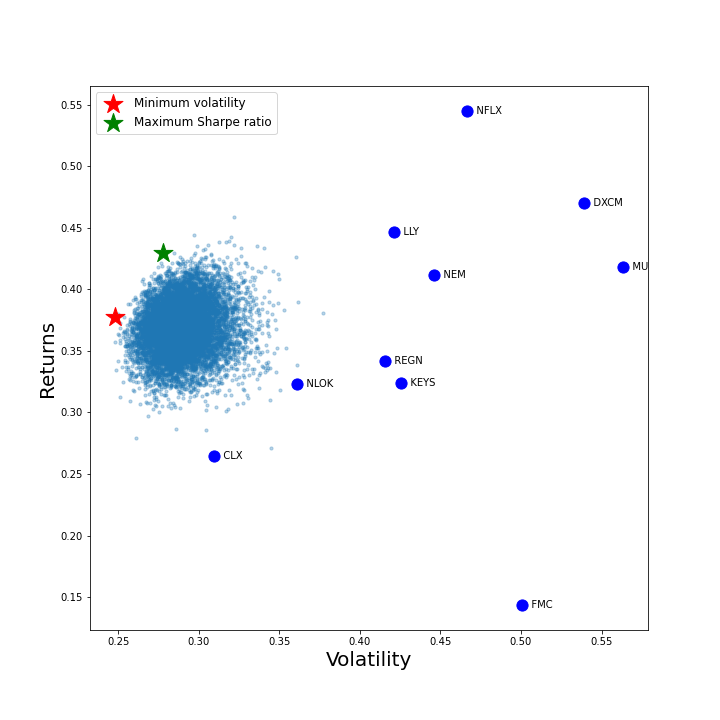 Minimum volatility
Maximum Sharpe ratio
0.55
0.50
0.45
0.40
0.35
0.30
0.25
0.20
0.15
Returns
NFLX
DXCM
LLY
MU
NEM
REGN
KEYS
NLOK
CLX
FMC
0.25 0.30 0.35 0.40 0.45 0.50 0.55
Volatility